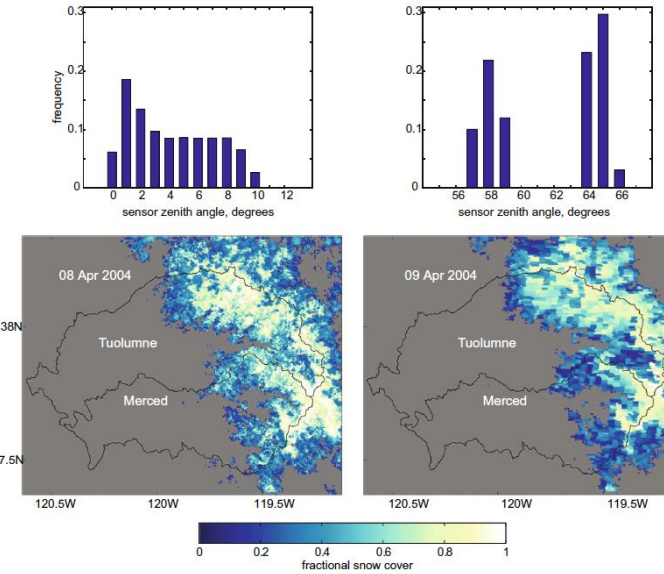 0.3
0.2
0.1
0
frequency
0 2 4 6 8 10 12
sensor zenith angle, degrees
0.3
0.2
0.1
0
56 58 60 62 64 66
sensor zenith angle, degrees
08 Apr 2004
38N
Tuolumne
Merced
7.5N
120.5W 120W 119.5W
09 Apr 2004
Tuolumne
Merced
120.5W 120W 119.5W
0 0.2 0.4 0.6 0.8 1
fractional snow cover